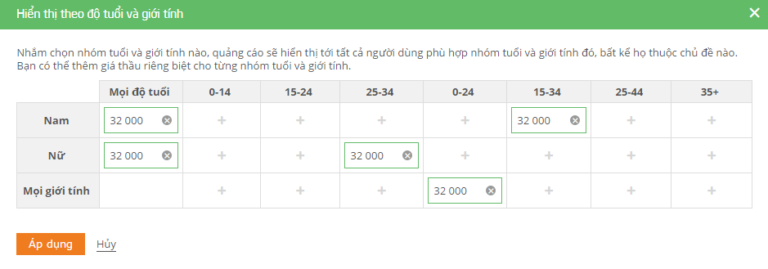 Hiển thị theo độ tuổi và giới tính
Nhắm chọn nhóm tuổi và giới tính nào, quảng cáo sẽ hiển thị tới tất cả người dùng phù hợp nhóm tuổi và giới tính đó, bất kể họ thuộc chủ đề nào.
Bạn có thể thêm giá thầu riêng biệt cho từng nhóm tuổi và giới tính.
Mọi độ tuổi 0-14 15-24 25-34 0-24 15-34 25-44 35+
Nam 32 000 + + + + 32 000 + +
Nữ 32 000 + + 32 000 + + + +
Mọi giới tính + + + 32 000 + + +
Áp dụng Hủy